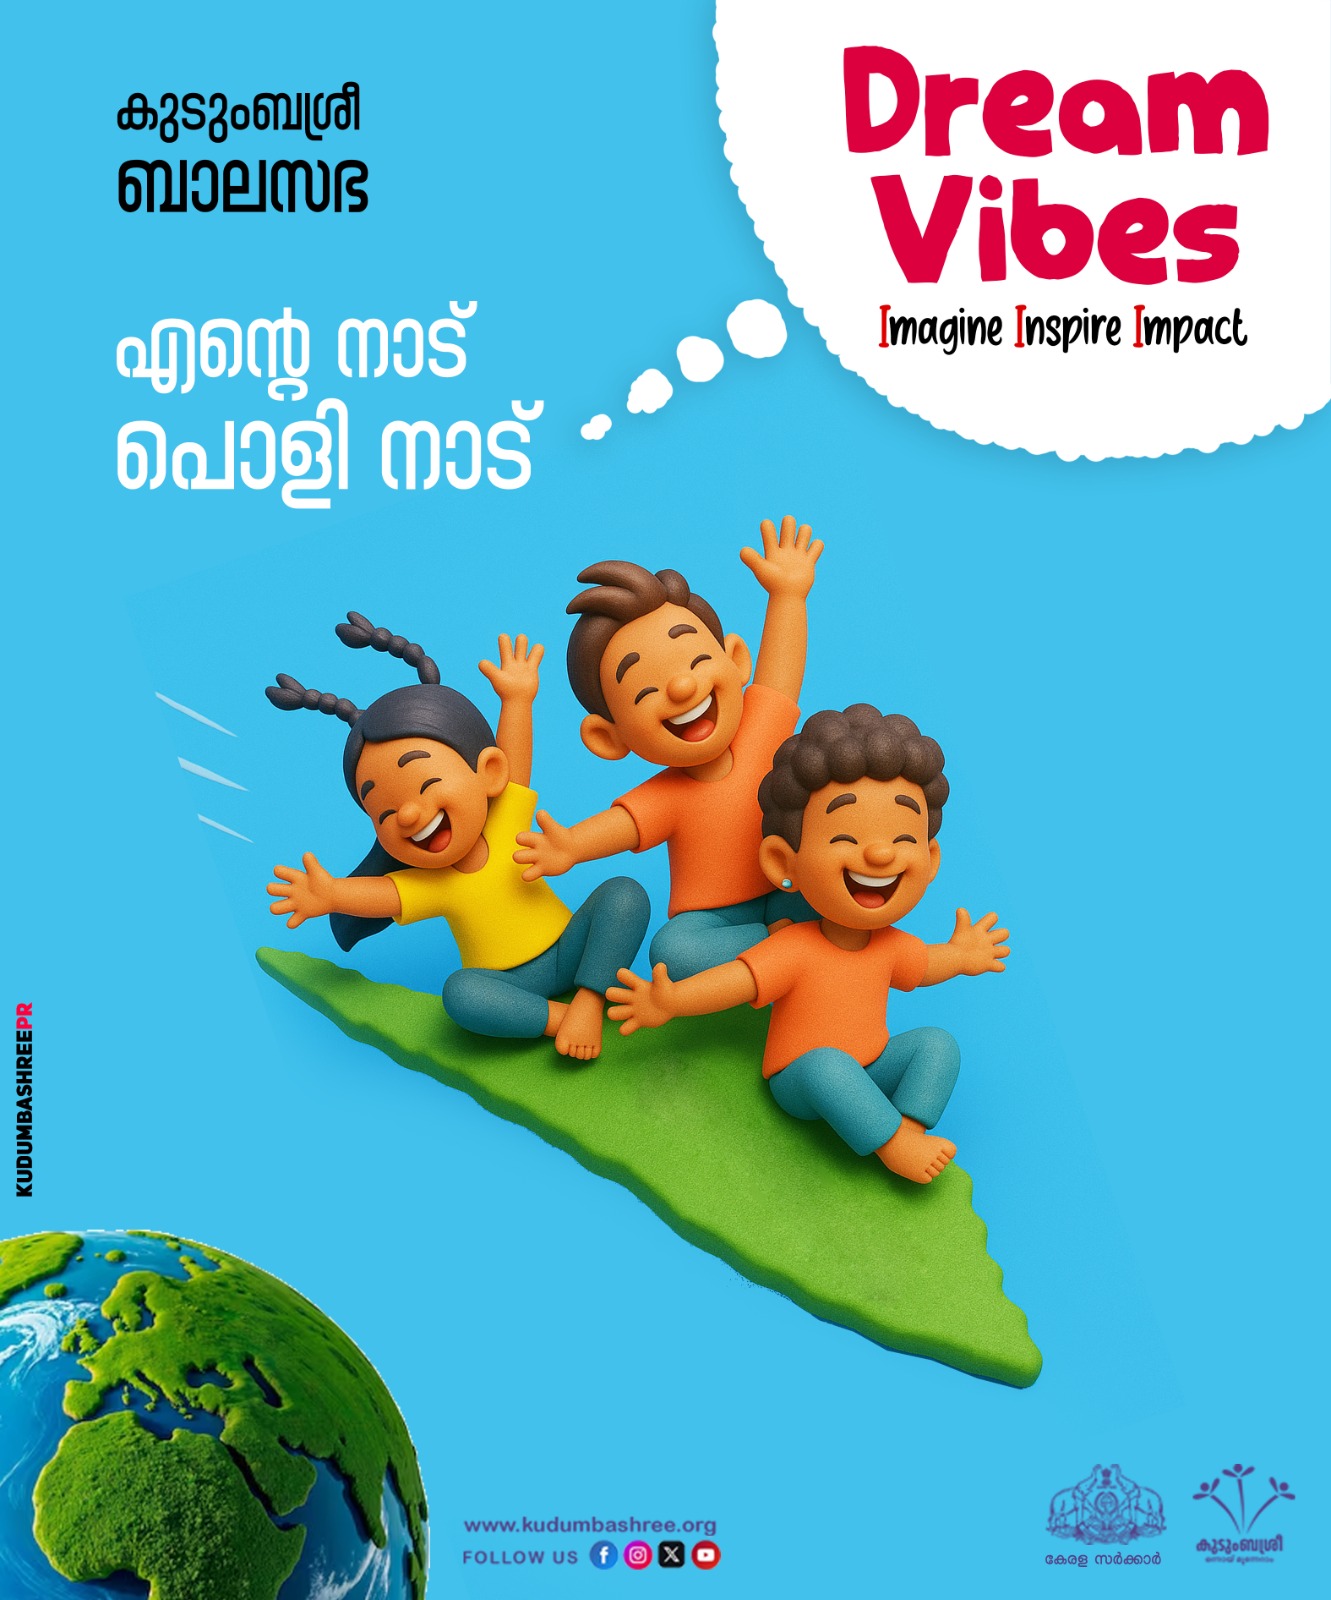 കുടുംബശ്രീ
ബാലസഭ
എന്റെ നാട്
പൊളി നാട്
Dream
Vibes
Imagine Inspire Impact
KUDUMBASHREEPR
www.kudumbashree.org
FOLLOW US
കേരള സർക്കാർ
കുടുംബശ്രീ